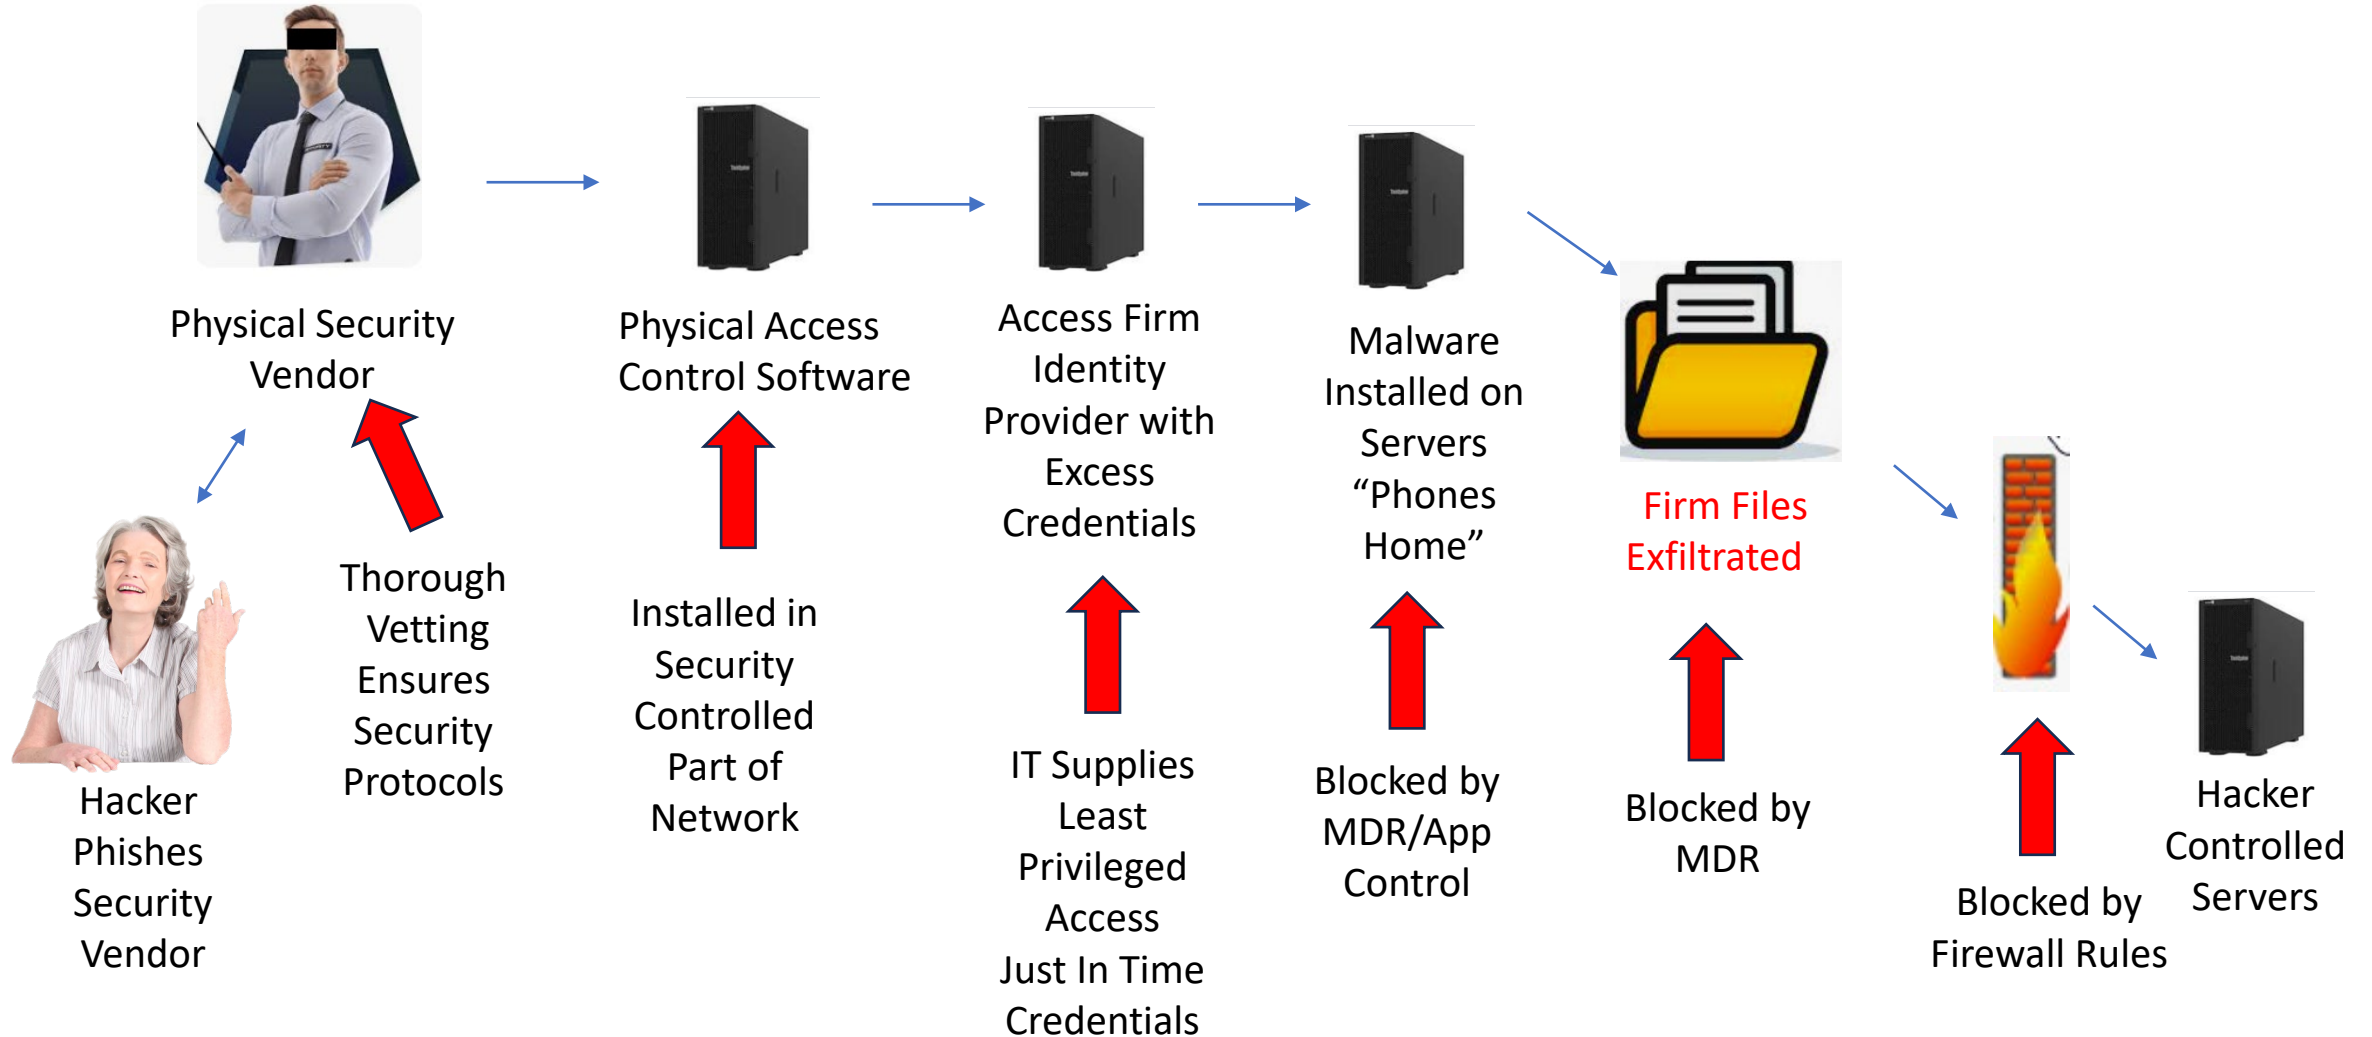 Physical Security
Vendor
Physical Access
Control Software
Access Firm
Identity
Provider with
Excess
Credentials
Malware
Installed on
Servers
“Phones
Home”
Firm Files
Exfiltrated
Hacker
Phishes
Security
Vendor
Thorough
Vetting
Ensures
Security
Protocols
Installed in
Security
Controlled
Part of
Network
IT Supplies
Least
Privileged
Access
Just In Time
Credentials
Blocked by
MDR/App
Control
Blocked by
MDR
Blocked by
Firewall Rules
Hacker
Controlled
Servers
SECURITY